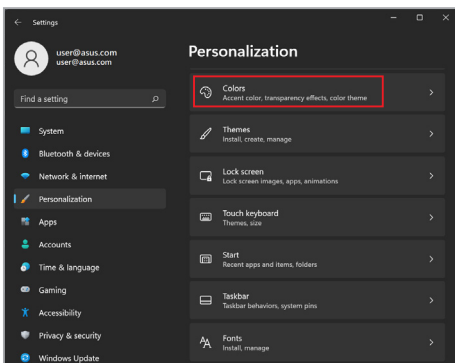 Settings
user@asus.com
user@asus.com
Find a setting
System
Bluetooth & devices
Network & internet
Personalization
Apps
Accounts
Time & language
Gaming
Accessibility
Privacy & security
Windows Update
Personalization
Colors
Accent color, transparency effects, color theme
Themes
Install, create, manage
Lock screen
Lock screen images, apps, animations
Touch keyboard
Themes, size
Start
Recent apps and items, folders
Taskbar
Taskbar behaviors, system pins
Fonts
Install, manage